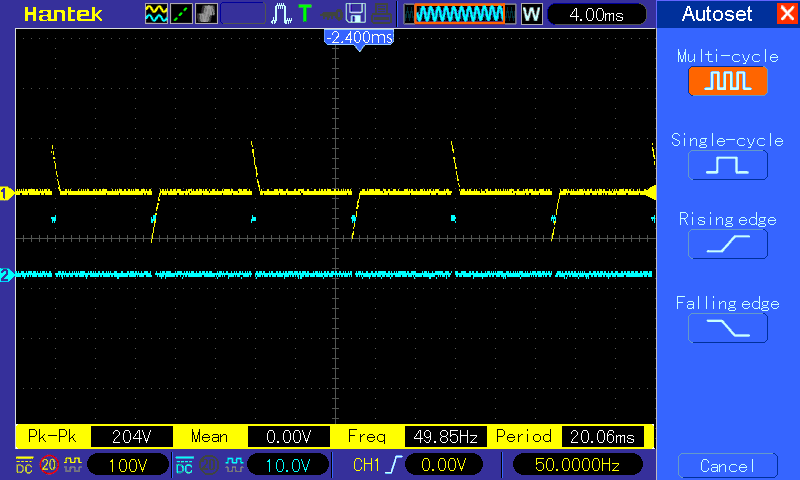 Hantek T W 4.00ms Autoset
-2.400ms
Multi-cycle
Single-cycle
1
Rising edge
2
Falling edge
Pk-Pk 204V Mean 0.00V Freq 49.85Hz Period 20.06ms
DC 20 100V DC 20 10.0V CH1 0.00V 50.0000Hz Cancel